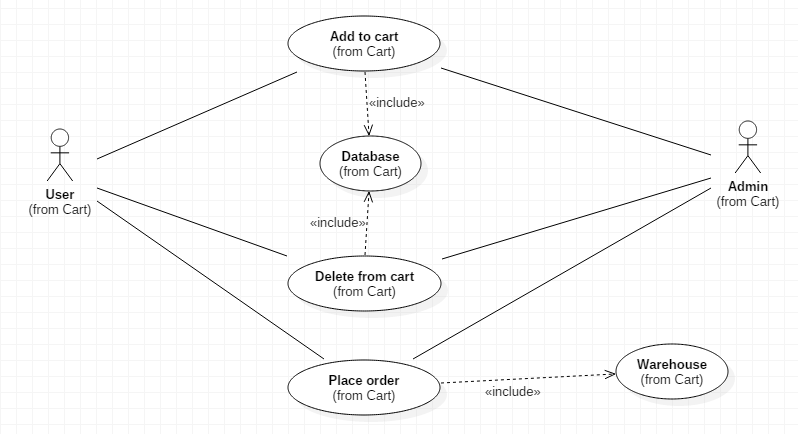 Add to cart
(from Cart)
«include»
Database
(from Cart)
User
(from Cart)
Admin
(from Cart)
«include»
Delete from cart
(from Cart)
Place order
(from Cart)
«include»
Warehouse
(from Cart)